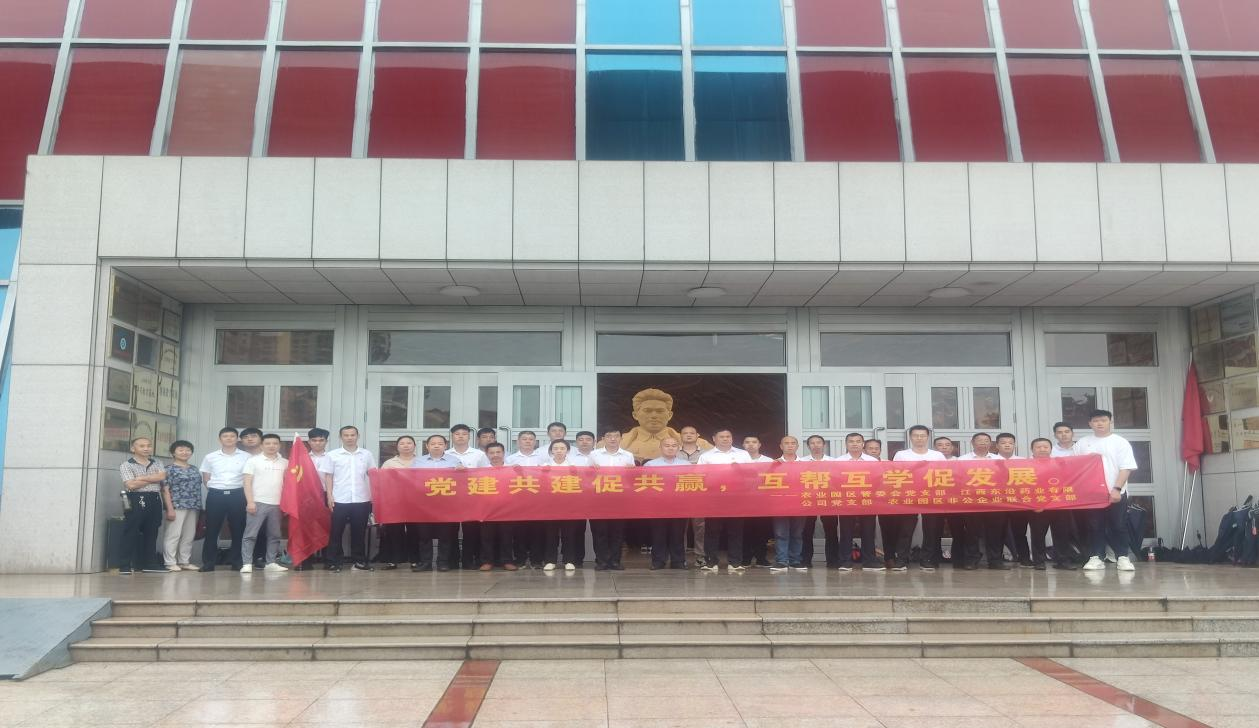 党建共建促共赢，互帮互学促发展。
——农业园区管委会党支部 江西东沿药业有限
公司党支部 农业园区非公企业联合党支部